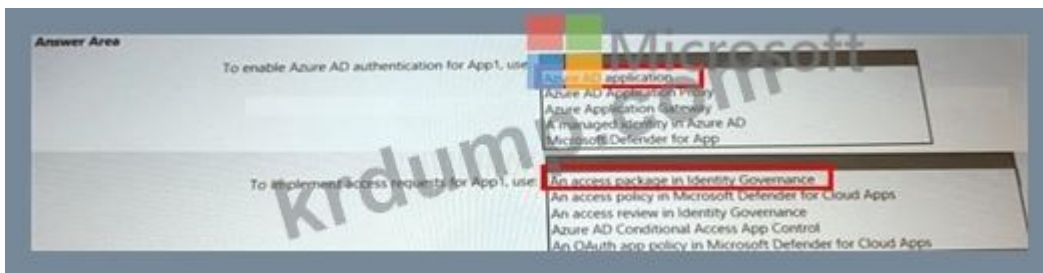 Microsoft
Answer Area
To enable Azure AD authentication for App1, use:
Azure AD application
Azure AD Application Proxy
Azure Application Gateway
A managed identity in Azure AD
Microsoft Defender for App
krdump.com
To implement access requests for App1, use:
An access package in Identity Governance
An access policy in Microsoft Defender for Cloud Apps
An access review in Identity Governance
Azure AD Conditional Access App Control
An OAuth app policy in Microsoft Defender for Cloud Apps